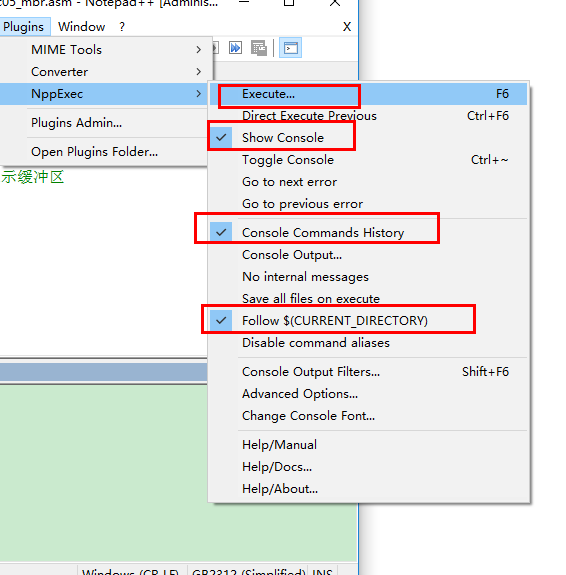 c05_mbr.asm - Notepad++ [Adminis...
Plugins Window ? X
MIME Tools
Converter
NppExec
Plugins Admin...
Open Plugins Folder...
Execute... F6
Direct Execute Previous Ctrl+F6
Show Console
Toggle Console Ctrl+~
Go to next error
Go to previous error
Console Commands History
Console Output...
No internal messages
Save all files on execute
Follow $(CURRENT_DIRECTORY)
Disable command aliases
Console Output Filters... Shift+F6
Advanced Options...
Change Console Font...
Help/Manual
Help/Docs...
Help/About...
示缓冲区
Windows (CR LF) GB2312 (Simplified) INS